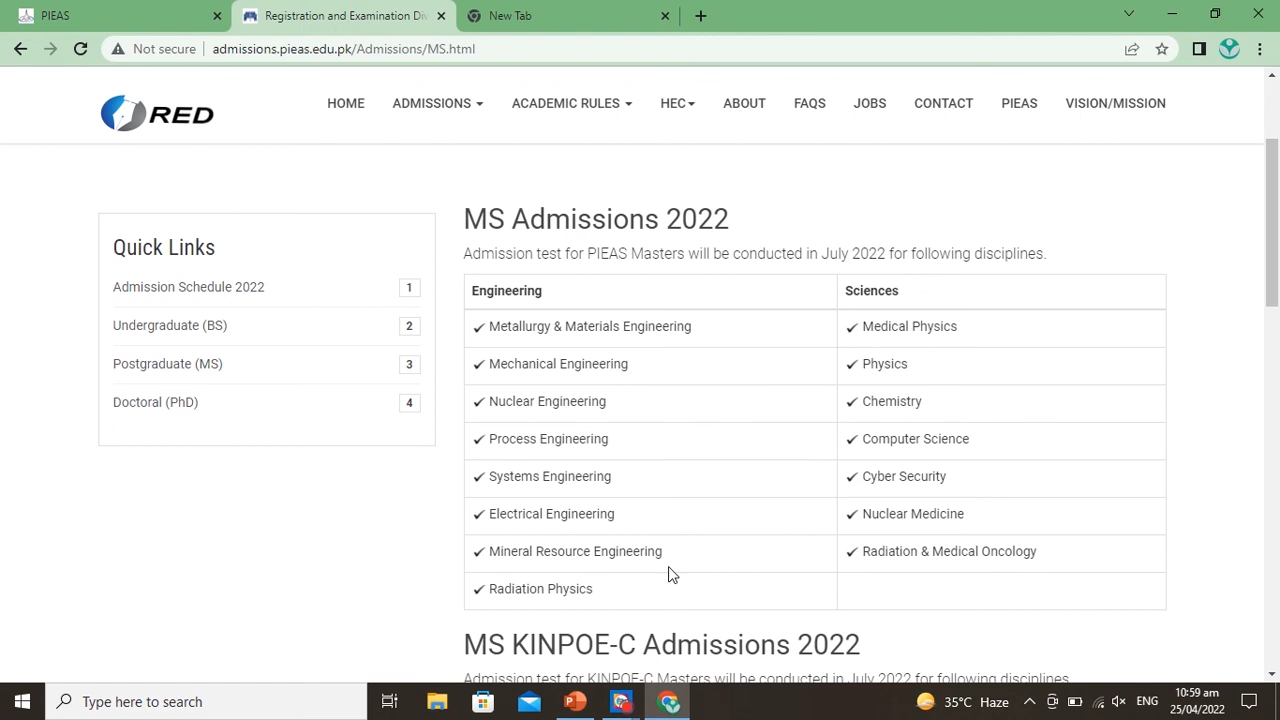 PIEAS
Registration and Examination Div
New Tab
Not secure
admissions.pieas.edu.pk/Admissions/MS.html
RED
HOME
ADMISSIONS
ACADEMIC RULES
HEC
ABOUT
FAQS
JOBS
CONTACT
PIEAS
VISION/MISSION
Quick Links
Admission Schedule 2022 1
Undergraduate (BS) 2
Postgraduate (MS) 3
Doctoral (PhD) 4
MS Admissions 2022
Admission test for PIEAS Masters will be conducted in July 2022 for following disciplines.
Engineering Sciences
Metallurgy & Materials Engineering Medical Physics
Mechanical Engineering Physics
Nuclear Engineering Chemistry
Process Engineering Computer Science
Systems Engineering Cyber Security
Electrical Engineering Nuclear Medicine
Mineral Resource Engineering Radiation & Medical Oncology
Radiation Physics
MS KINPOE-C Admissions 2022
Admission test for KINPOE-C Masters will be conducted in July 2022 for following disciplines.
Type here to search
35°C Haze
ENG
10:59 am
25/04/2022